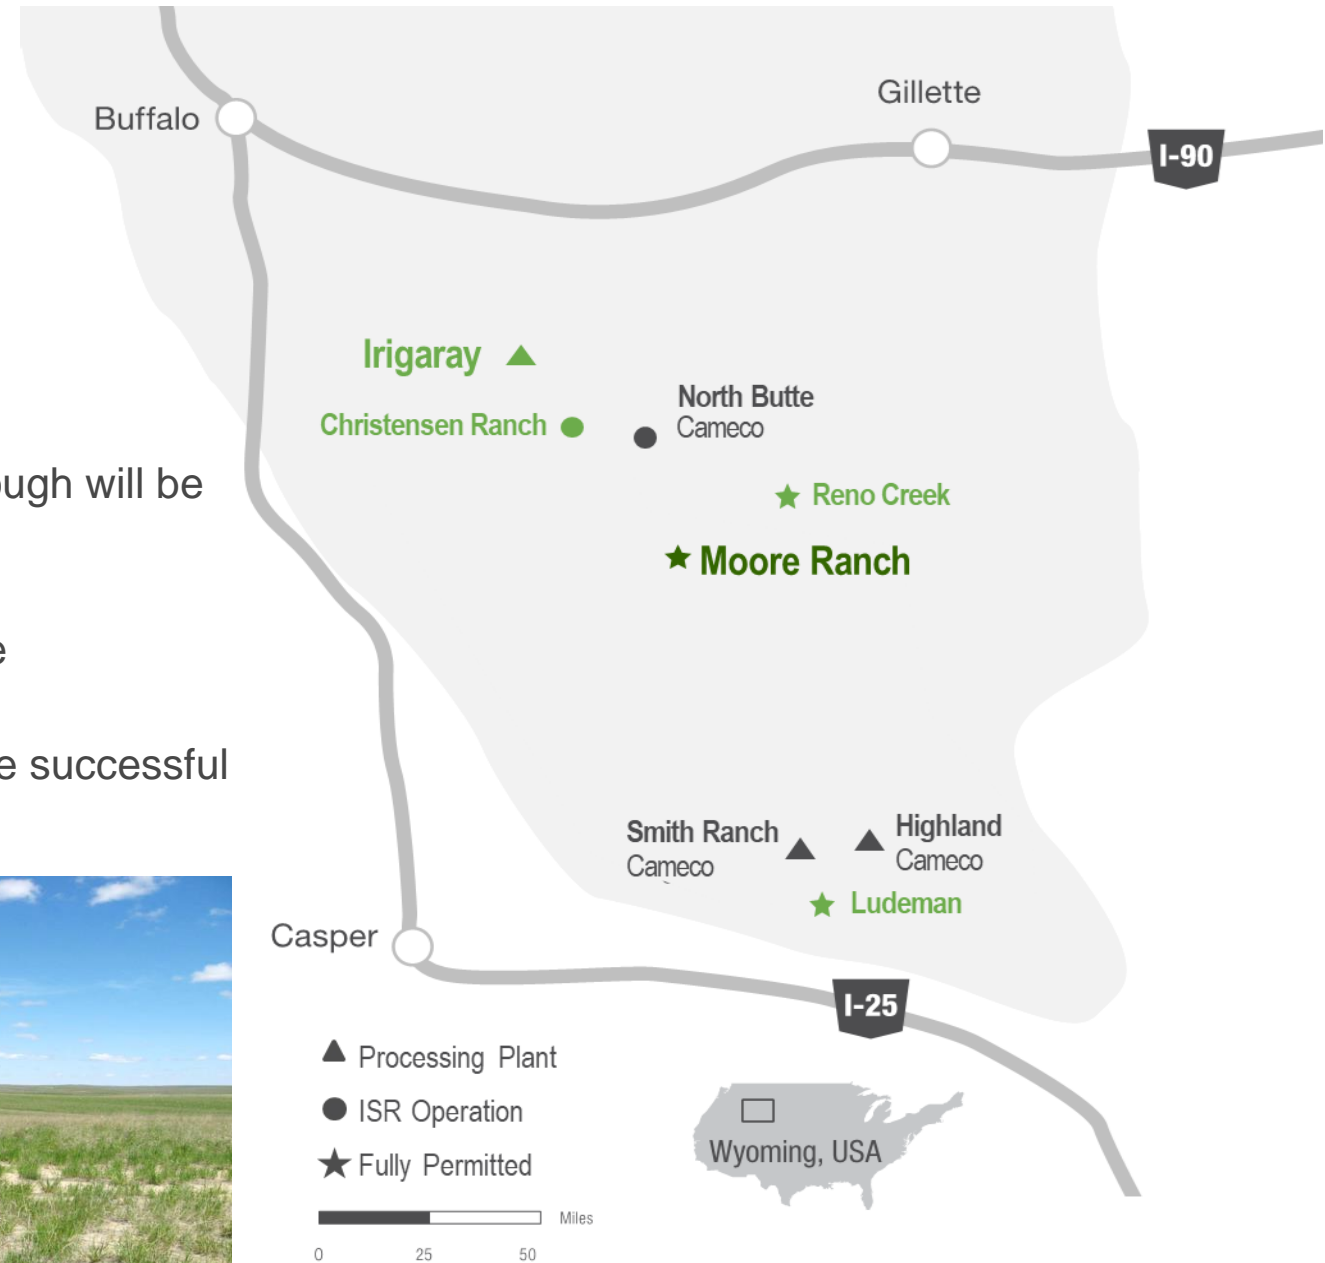 Buffalo
Gillette
I-90
Irigaray
Christensen Ranch
North Butte
Cameco
Reno Creek
Moore Ranch
ough will be
e
e successful
Smith Ranch
Cameco
Highland
Cameco
Ludeman
Casper
I-25
Processing Plant
ISR Operation
Fully Permitted
Wyoming, USA
Miles
0 25 50